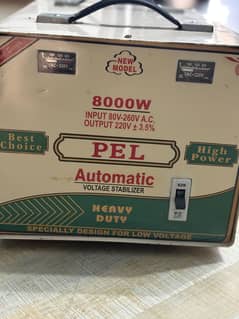 NEW
MODEL
8000W
INPUT 80V-260V A.C.
OUTPUT 220V ± 3.5%
Best
Choice
PEL
High
Power
Automatic
VOLTAGE STABILIZER
HEAVY
DUTY
SPECIALLY DESIGN FOR LOW VOLTAGE